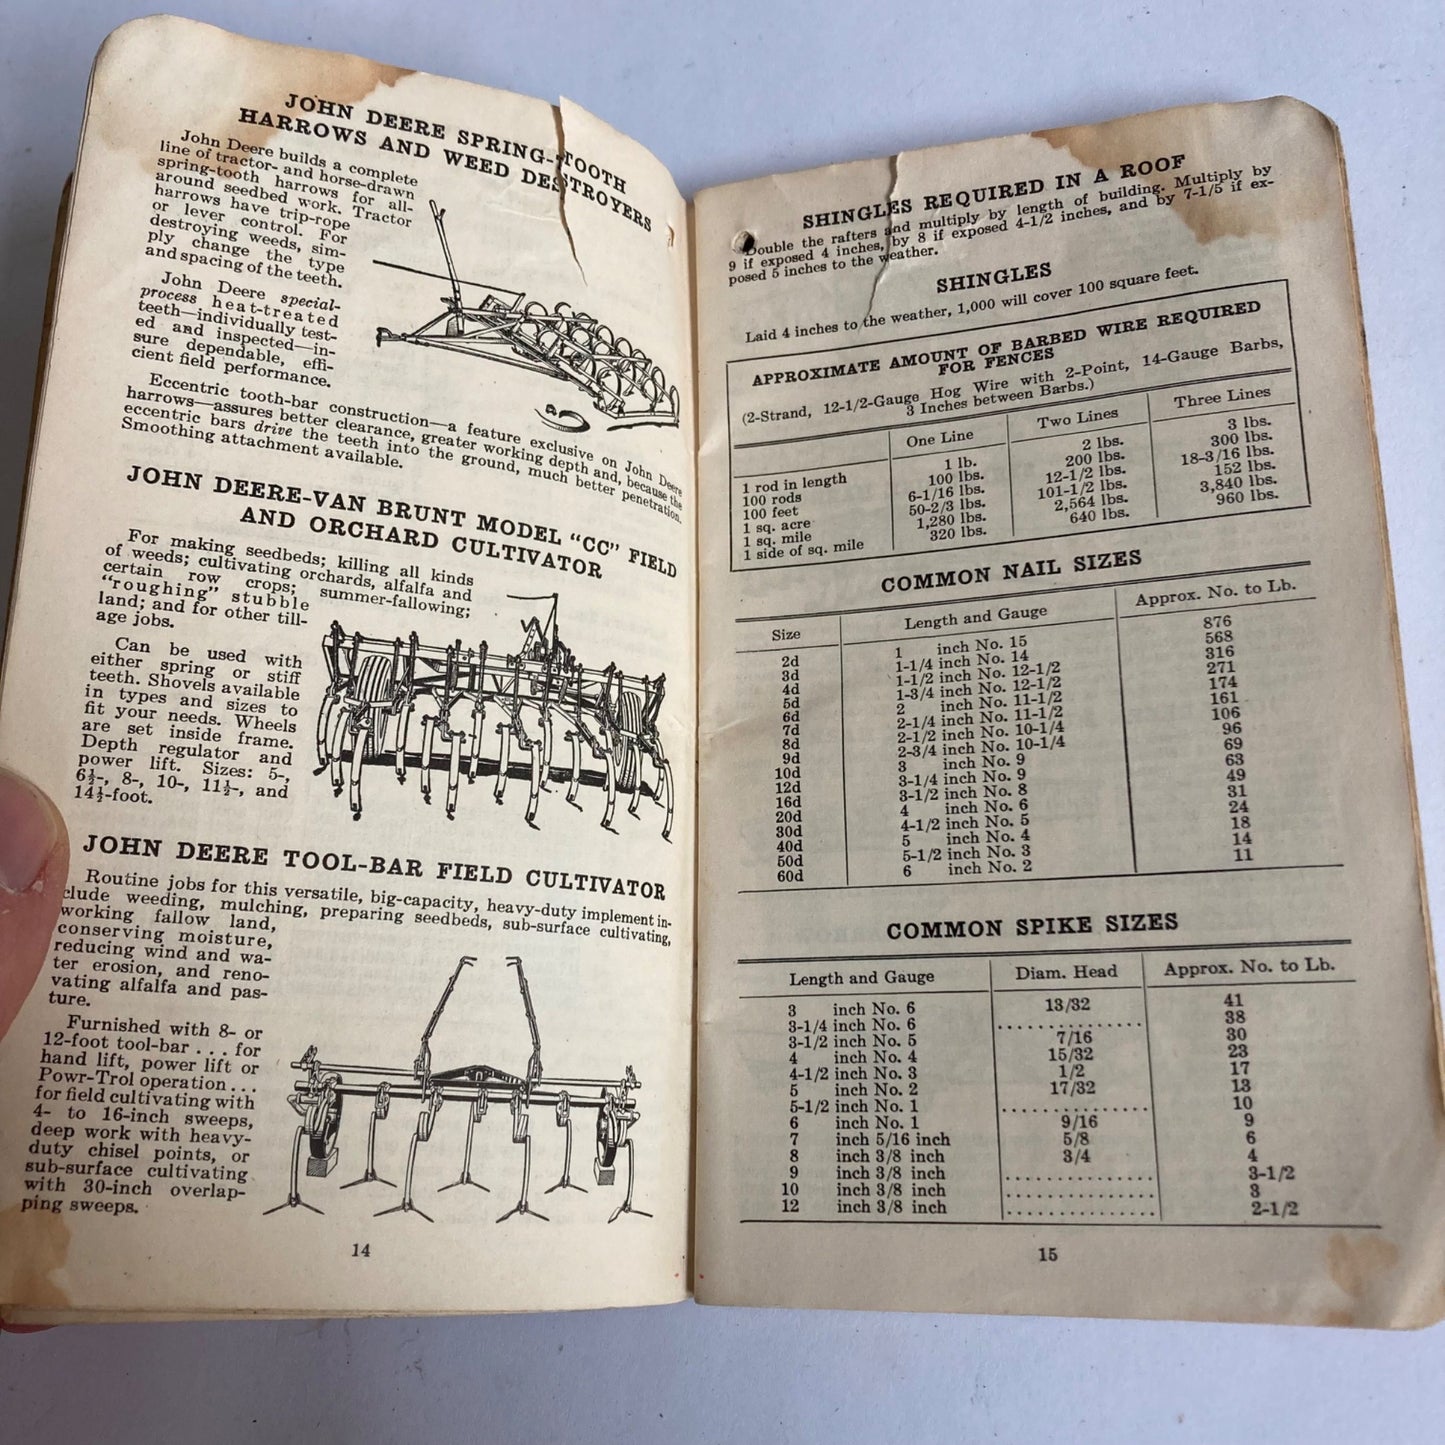 JOHN DEERE SPRING-TOOTH
HARROWS AND WEED DESTROYERS
John Deere builds a complete
line of tractor- and horse-drawn
spring-tooth harrows for all-
around seedbed work. Tractor
harrows have trip-rope
or lever control. For
destroying weeds, sim-
ply change the type
and spacing of the teeth.
John Deere special-
process heat-treated
teeth—individually test-
ed and inspected—in-
sure dependable, effi-
cient field performance.
Eccentric tooth-bar construction—a feature exclusive on John Deere
harrows—assures better clearance, greater working depth and, because the
eccentric bars drive the teeth into the ground, much better penetration.
Smoothing attachment available.
JOHN DEERE-VAN BRUNT MODEL “CC” FIELD
AND ORCHARD CULTIVATOR
For making seedbeds; killing all kinds
of weeds; cultivating orchards, alfalfa and
certain row crops; summer-fallowing;
“roughing” stubble
land; and for other till-
age jobs.
Can be used with
either spring or stiff
teeth. Shovels available
in types and sizes to
fit your needs. Wheels
are set inside frame.
Depth regulator and
power lift. Sizes: 5-,
6½-, 8-, 10-, 11½-, and
14½-foot.
JOHN DEERE TOOL-BAR FIELD CULTIVATOR
Routine jobs for this versatile, big-capacity, heavy-duty implement in-
clude weeding, mulching, preparing seedbeds, sub-surface cultivating,
working fallow land,
conserving moisture,
reducing wind and wa-
ter erosion, and reno-
vating alfalfa and pas-
ture.
Furnished with 8- or
12-foot tool-bar . . . for
hand lift, power lift or
Powr-Trol operation . . .
for field cultivating with
4- to 16-inch sweeps,
deep work with heavy-
duty chisel points, or
sub-surface cultivating
with 30-inch overlap-
ping sweeps.
14
SHINGLES REQUIRED IN A ROOF
Double the rafters and multiply by length of building. Multiply by
9 if exposed 4 inches, by 8 if exposed 4-1/2 inches, and by 7-1/5 if ex-
posed 5 inches to the weather.
SHINGLES
Laid 4 inches to the weather, 1,000 will cover 100 square feet.
APPROXIMATE AMOUNT OF BARBED WIRE REQUIRED
FOR FENCES
(2-Strand, 12-1/2-Gauge Hog Wire with 2-Point, 14-Gauge Barbs,
3 Inches between Barbs.)
One Line Two Lines Three Lines
1 rod in length 1 lb. 2 lbs. 3 lbs.
100 rods 100 lbs. 200 lbs. 300 lbs.
100 feet 6-1/16 lbs. 12-1/2 lbs. 18-3/16 lbs.
1 sq. acre 50-2/3 lbs. 101-1/2 lbs. 152 lbs.
1 sq. mile 1,280 lbs. 2,564 lbs. 3,840 lbs.
1 side of sq. mile 320 lbs. 640 lbs. 960 lbs.
COMMON NAIL SIZES
Size Length and Gauge Approx. No. to Lb.
2d 1 inch No. 15 876
3d 1-1/4 inch No. 14 568
4d 1-1/2 inch No. 12-1/2 316
5d 1-3/4 inch No. 12-1/2 271
6d 2 inch No. 11-1/2 174
7d 2-1/4 inch No. 11-1/2 161
8d 2-1/2 inch No. 10-1/4 106
9d 2-3/4 inch No. 10-1/4 96
10d 3 inch No. 9 69
12d 3-1/4 inch No. 9 63
16d 3-1/2 inch No. 8 49
20d 4 inch No. 6 31
30d 4-1/2 inch No. 5 24
40d 5 inch No. 4 18
50d 5-1/2 inch No. 3 14
60d 6 inch No. 2 11
COMMON SPIKE SIZES
Length and Gauge Diam. Head Approx. No. to Lb.
3 inch No. 6 13/32 41
3-1/4 inch No. 6 ............... 38
3-1/2 inch No. 5 7/16 30
4 inch No. 4 15/32 23
4-1/2 inch No. 3 1/2 17
5 inch No. 2 17/32 13
5-1/2 inch No. 1 ............... 10
6 inch No. 1 9/16 9
7 inch 5/16 inch 5/8 6
8 inch 3/8 inch 3/4 4
9 inch 3/8 inch ............... 3-1/2
10 inch 3/8 inch ............... 3
12 inch 3/8 inch ............... 2-1/2
15